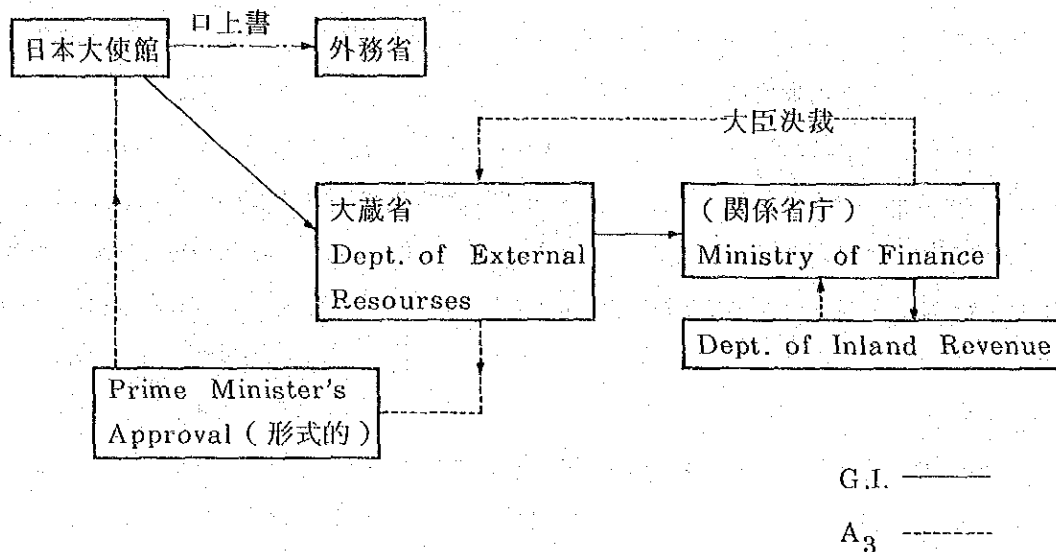 口上書
日本大使館
外務省
大臣決裁
大蔵省
Dept. of External
Resourses
(関係省庁)
Ministry of Finance
Dept. of Inland Revenue
Prime Minister's
Approval (形式的)
G.I.
A3